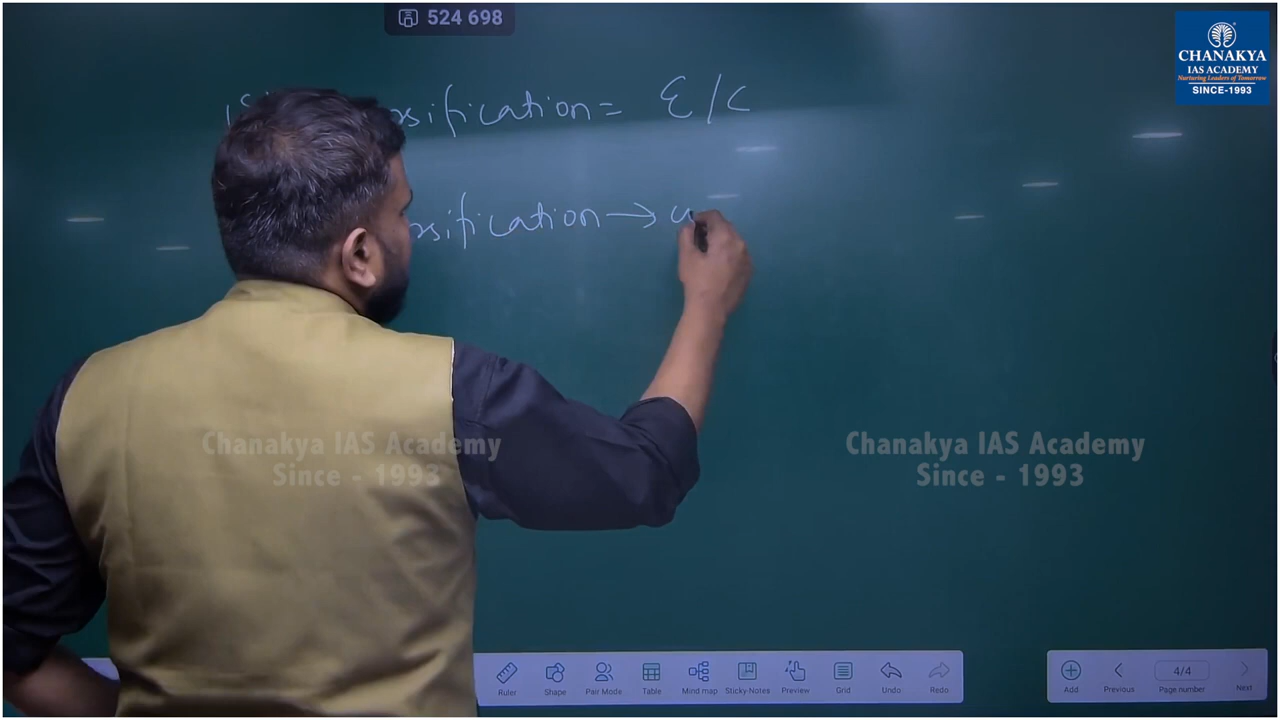 524 698
CHANAKYA
IAS ACADEMY
Nurturing Leaders of Tomorrow
SINCE-1993
ssification = E/C
ssification →
Chanakya IAS Academy
Since - 1993
Chanakya IAS Academy
Since - 1993
Ruler
Shape
Pair Mode
Table
Mind map
Sticky Notes
Preview
Grid
Undo
Redo
Add
Previous
4/4
Page number
Next